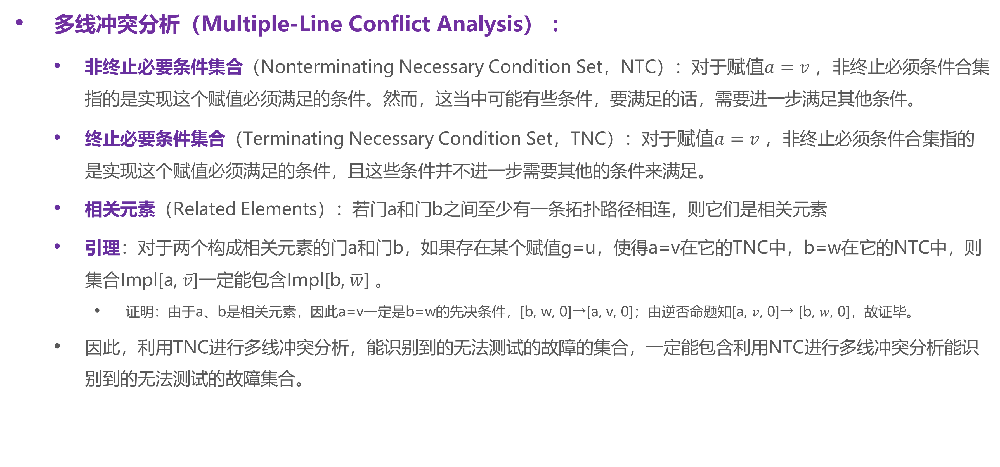 • 多线冲突分析（Multiple-Line Conflict Analysis）：
• 非终止必要条件集合（Nonterminating Necessary Condition Set，NTC）：对于赋值a = v ，非终止必须条件合集
指的是实现这个赋值必须满足的条件。然而，这当中可能有些条件，要满足的话，需要进一步满足其他条件。
• 终止必要条件集合（Terminating Necessary Condition Set，TNC）：对于赋值a = v ，非终止必须条件合集指的
是实现这个赋值必须满足的条件，且这些条件并不进一步需要其他的条件来满足。
• 相关元素（Related Elements）：若门a和门b之间至少有一条拓扑路径相连，则它们是相关元素
• 引理：对于两个构成相关元素的门a和门b，如果存在某个赋值g=u，使得a=v在它的TNC中，b=w在它的NTC中，则
集合Impl[a, v̅]一定能包含Impl[b, w̅] 。
• 证明：由于a、b是相关元素，因此a=v一定是b=w的先决条件，[b, w, 0]→[a, v, 0]；由逆否命题知[a, v̅, 0]→ [b, w̅, 0]，故证毕。
• 因此，利用TNC进行多线冲突分析，能识别到的无法测试的故障的集合，一定能包含利用NTC进行多线冲突分析能识
别到的无法测试的故障集合。